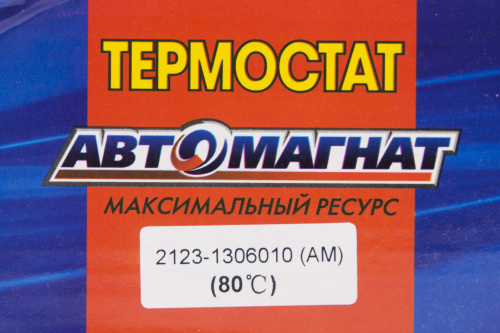 ТЕРМОСТАТ
АВТОМАГНАТ
МАКСИМАЛЬНЫЙ РЕСУРС
2123-1306010 (AM)
(80℃)